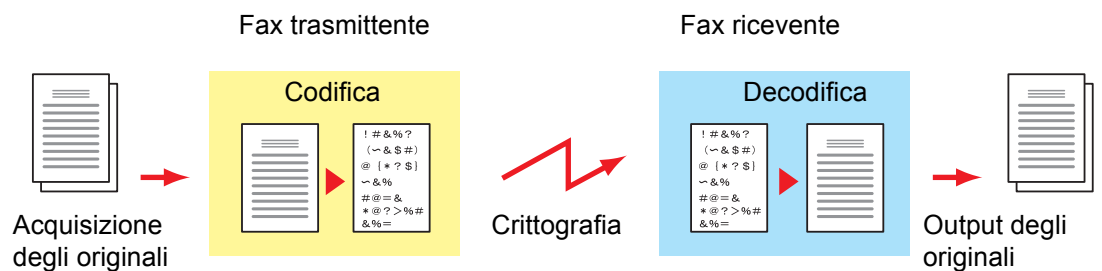 Fax trasmittente
Fax ricevente
Codifica
Decodifica
!#&%?
(~&$#)
@{*?$}
~&%
#@=&
*@?>%#
&%=
!#&%?
(~&$#)
@{*?$}
~&%
#@=&
*@?>%#
&%=
Acquisizione
degli originali
Crittografia
Output degli
originali